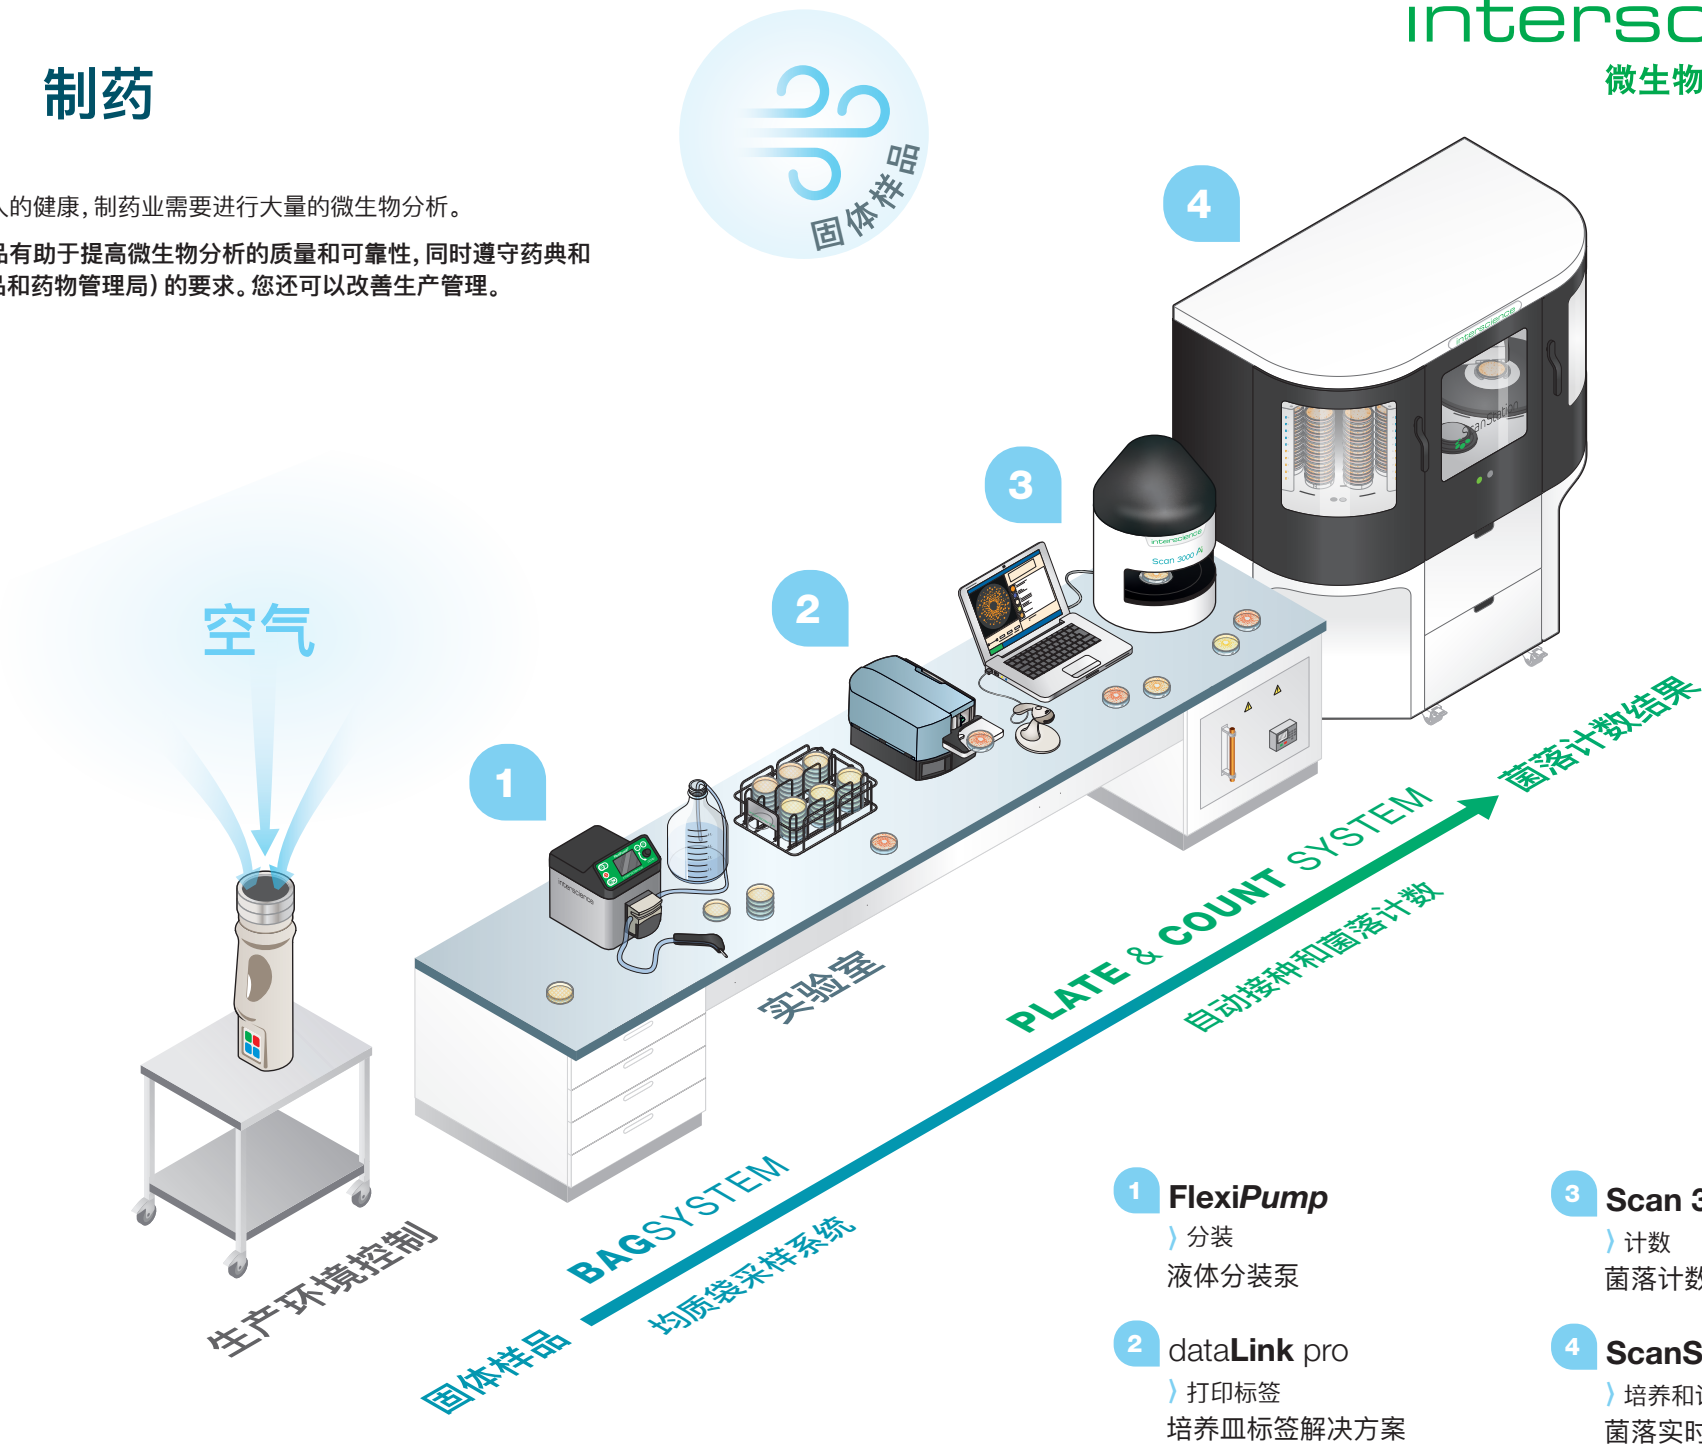 制药
微生物
人的健康，制药业需要进行大量的微生物分析。
品有助于提高微生物分析的质量和可靠性，同时遵守药典和
品和药物管理局）的要求。您还可以改善生产管理。
固体样品
空气
1
2
3
4
interscience
interscience
Scan 3000 Ai
interscience
ScanStation
实验室
生产环境控制
固体样品
BAGSYSTEM
均质袋采样系统
PLATE & COUNT SYSTEM
自动接种和菌落计数
菌落计数结果
1 FlexiPump
⟩ 分装
液体分装泵
2 dataLink pro
⟩ 打印标签
培养皿标签解决方案
3 Scan 3
⟩ 计数
菌落计数
4 ScanS
⟩ 培养和
菌落实时